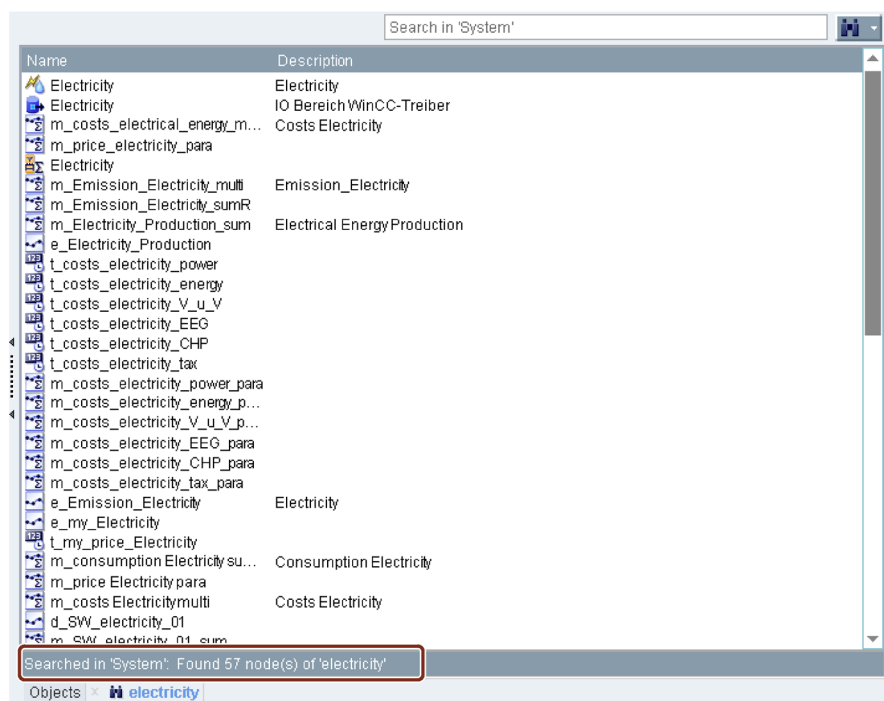 Search in 'System'
Name Description
Electricity Electricity
Electricity IO Bereich WinCC-Treiber
m_costs_electrical_energy_m... Costs Electricity
m_price_electricity_para
Electricity
m_Emission_Electricity_multi Emission_Electricity
m_Emission_Electricity_sumR
m_Electricity_Production_sum Electrical Energy Production
e_Electricity_Production
t_costs_electricity_power
t_costs_electricity_energy
t_costs_electricity_V_u_V
t_costs_electricity_EEG
t_costs_electricity_CHP
t_costs_electricity_tax
m_costs_electricity_power_para
m_costs_electricity_energy_p...
m_costs_electricity_V_u_V_p...
m_costs_electricity_EEG_para
m_costs_electricity_CHP_para
m_costs_electricity_tax_para
e_Emission_Electricity Electricity
e_my_Electricity
t_my_price_Electricity
m_consumption Electricity su... Consumption Electricity
m_price Electricity para
m_costs Electricity multi Costs Electricity
d_SW_electricity_01
m_SW_electricity_01_sum
Searched in 'System': Found 57 node(s) of 'electricity'
Objects electricity